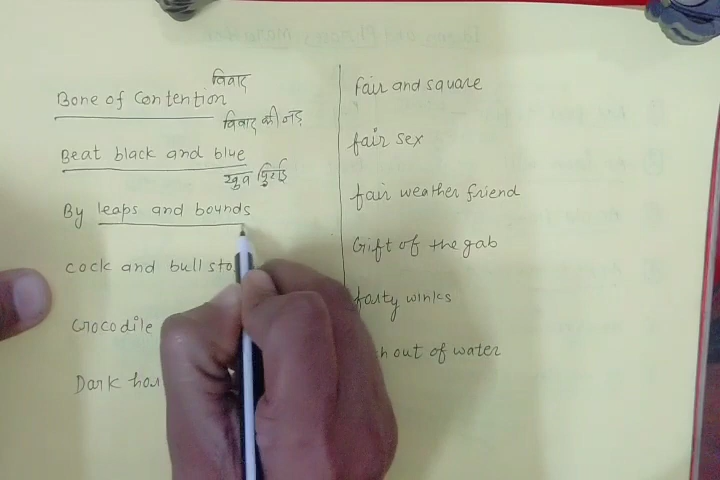 विवाद
Bone of Contention
विवाद की जड़
Beat black and blue
खुब पिटाई
By leaps and bounds
cock and bull sto
Crocodile
Dark hor
Fair and square
fair sex
fair weather friend
Gift of the gab
forty winks
h out of water